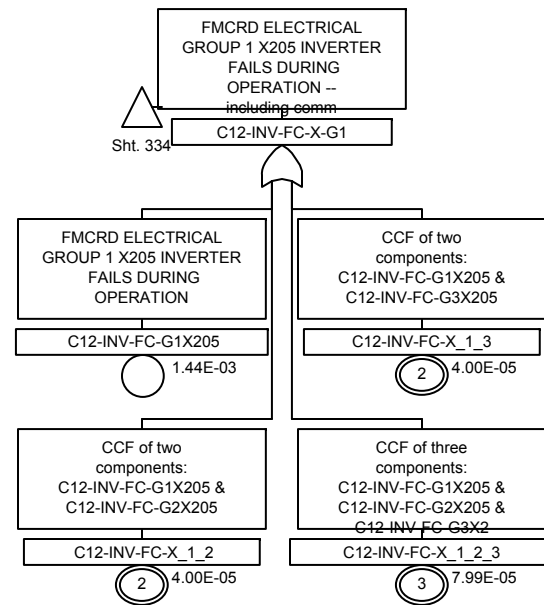 FMCRD ELECTRICAL
GROUP 1 X205 INVERTER
FAILS DURING
OPERATION --
including comm
C12-INV-FC-X-G1
Sht. 334
FMCRD ELECTRICAL
GROUP 1 X205 INVERTER
FAILS DURING
OPERATION
C12-INV-FC-G1X205
1.44E-03
CCF of two
components:
C12-INV-FC-G1X205 &
C12-INV-FC-G3X205
C12-INV-FC-X_1_3
2
4.00E-05
CCF of two
components:
C12-INV-FC-G1X205 &
C12-INV-FC-G2X205
C12-INV-FC-X_1_2
2
4.00E-05
CCF of three
components:
C12-INV-FC-G1X205 &
C12-INV-FC-G2X205 &
C12-INV-FC-G3X2
C12-INV-FC-X_1_2_3
3
7.99E-05